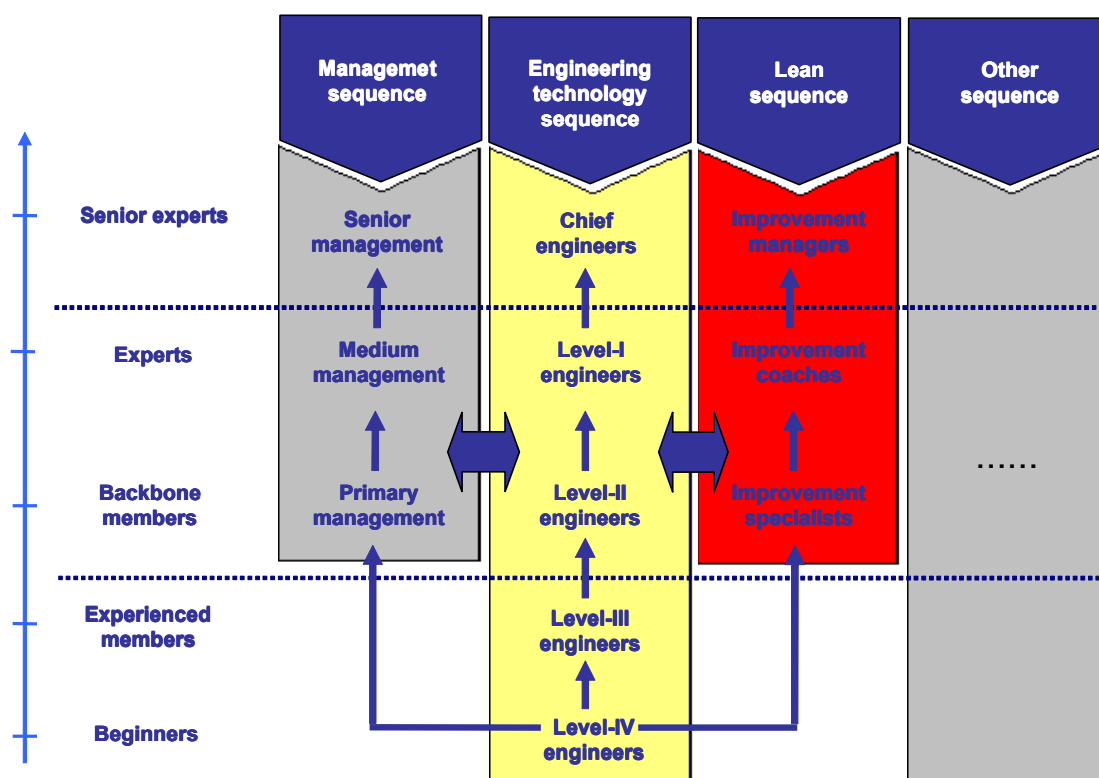 Managemet
sequence
Engineering
technology
sequence
Lean
sequence
Other
sequence
Senior experts
Senior
management
Chief
engineers
Improvement
managers
Experts
Medium
management
Level-I
engineers
Improvement
coaches
Backbone
members
Primary
management
Level-II
engineers
Improvement
specialists
......
Experienced
members
Level-III
engineers
Beginners
Level-IV
engineers